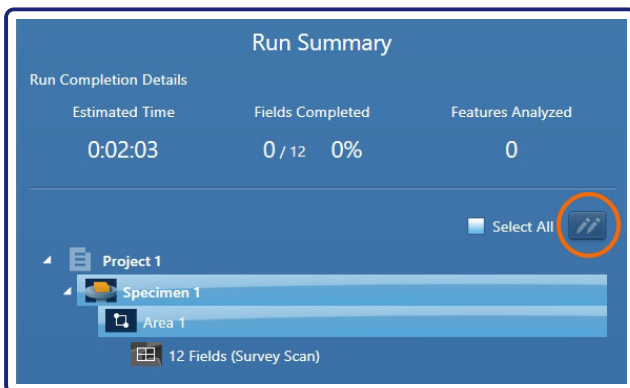 Run Summary
Run Completion Details
Estimated Time Fields Completed Features Analyzed
0:02:03 0 / 12 0% 0
Select All
Project 1
Specimen 1
Area 1
12 Fields (Survey Scan)